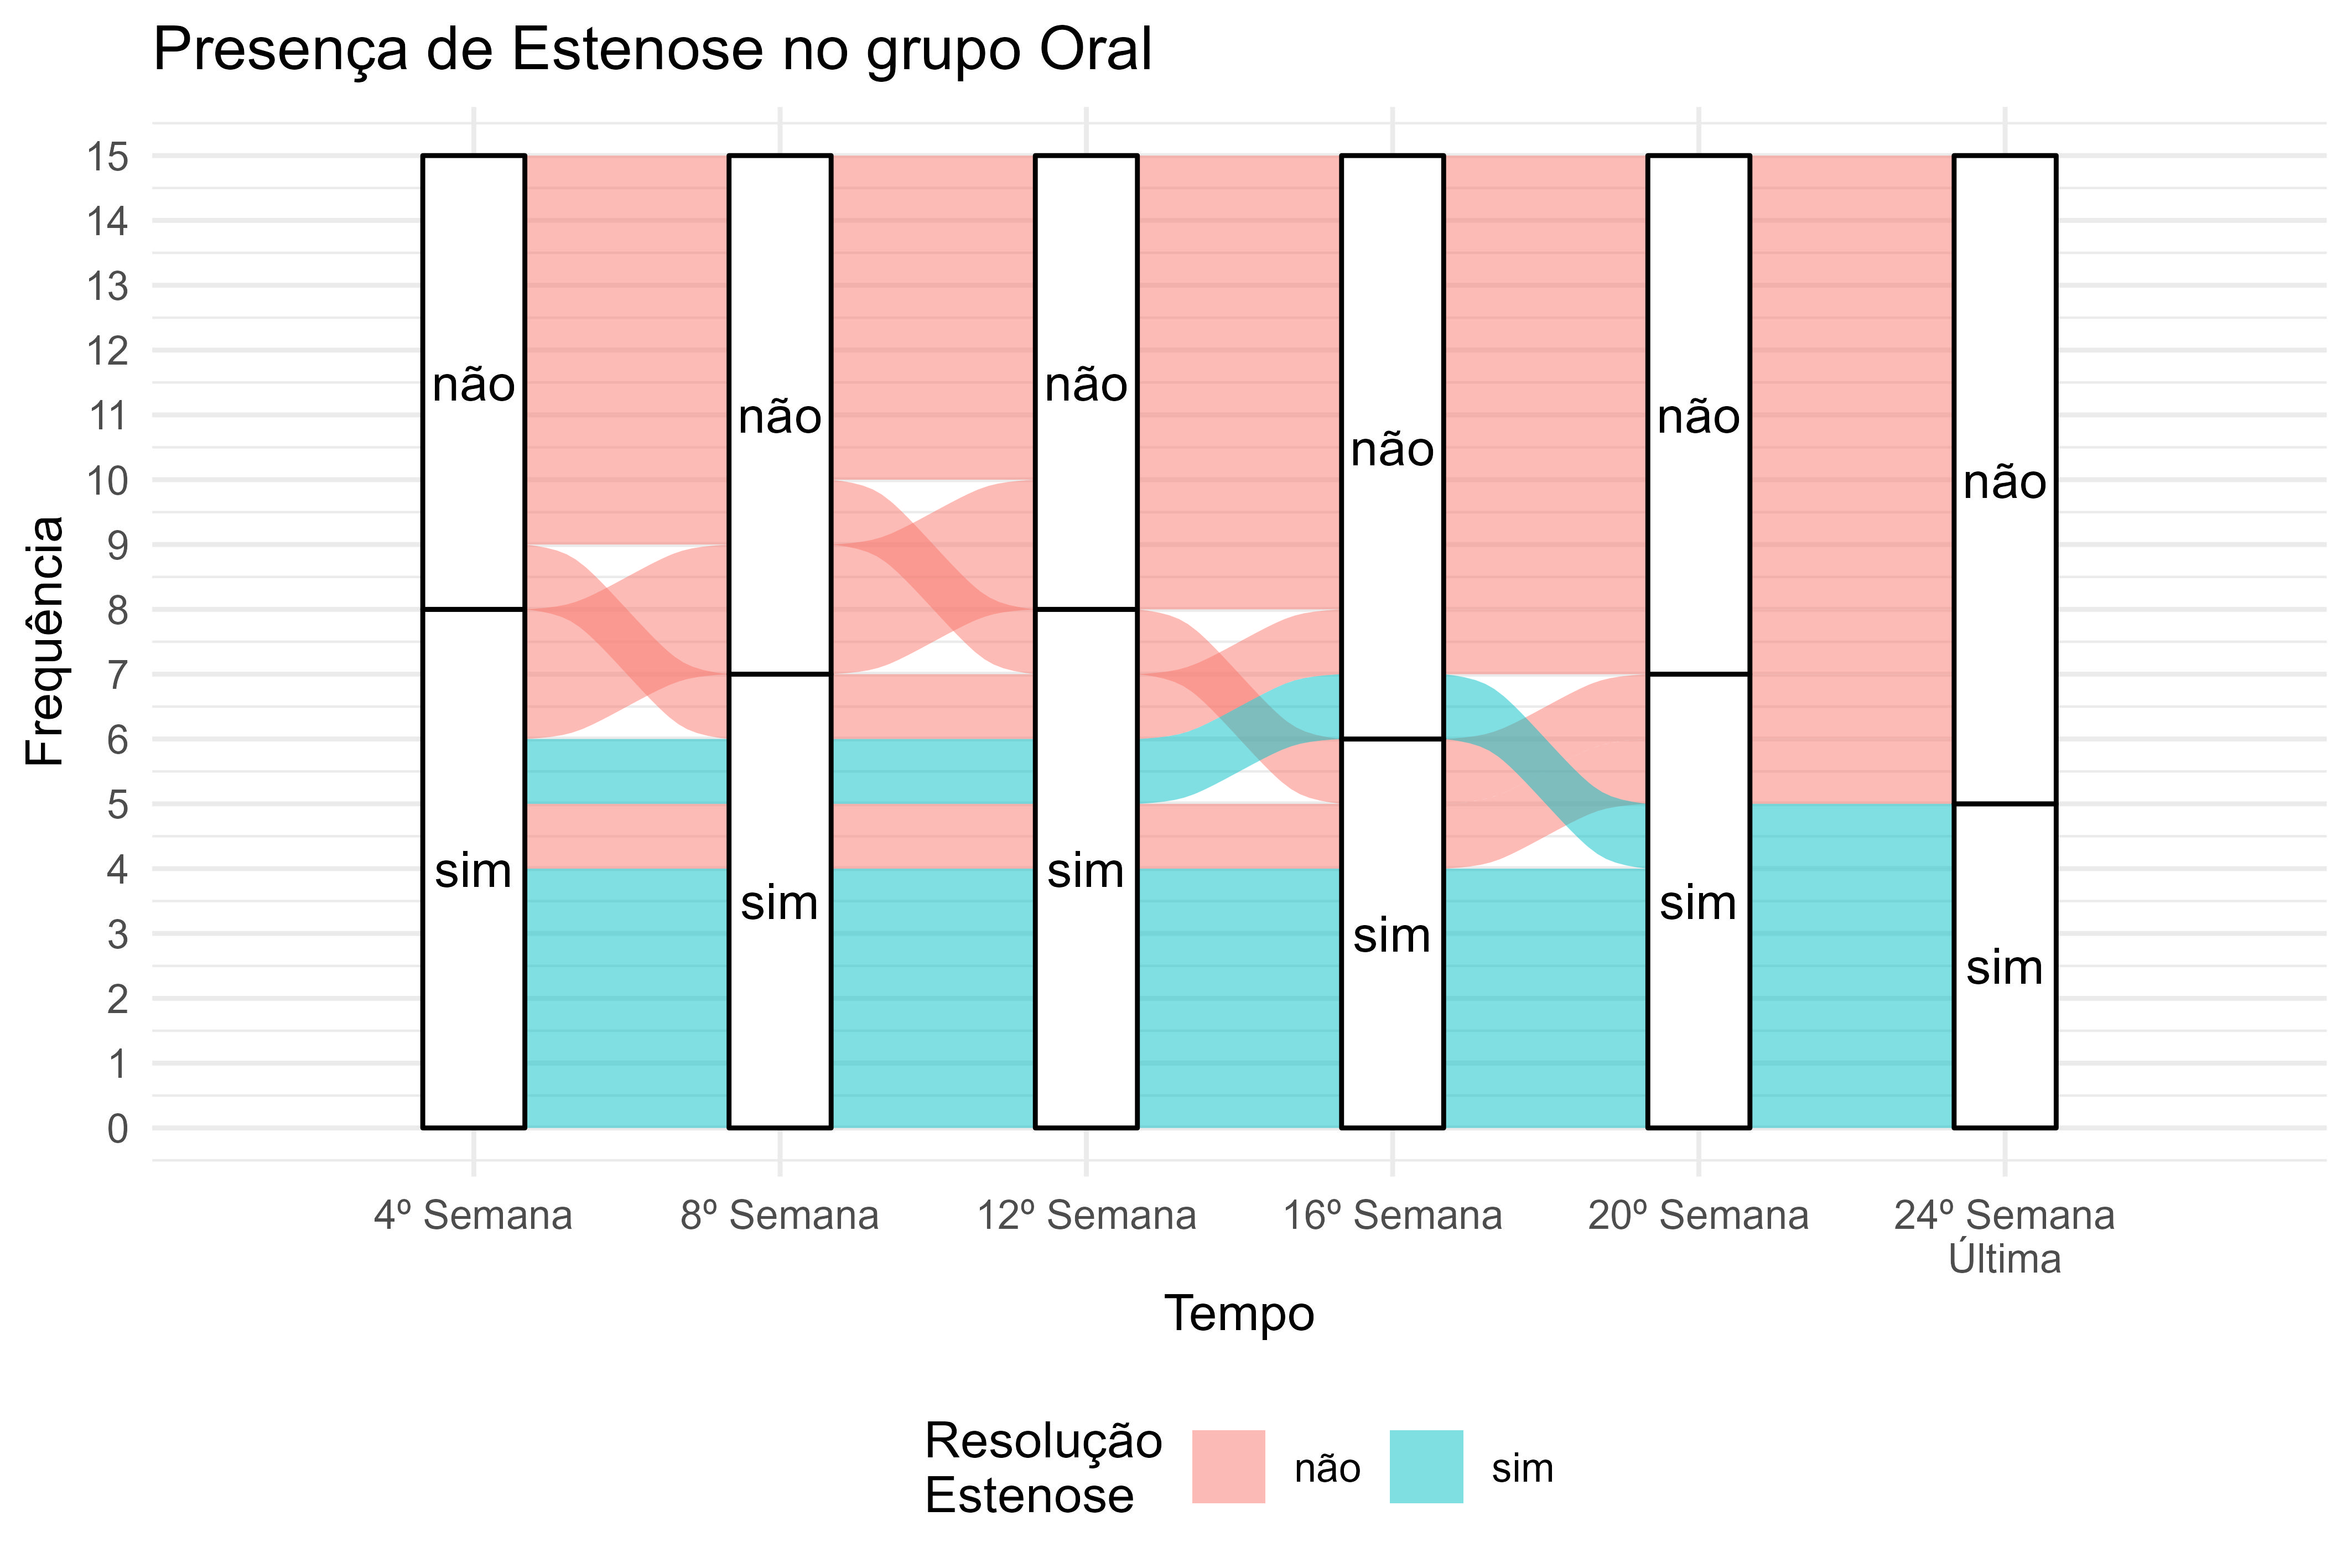 Presença de Estenose no grupo Oral
Frequência
15
14
13
12
11
10
9
8
7
6
5
4
3
2
1
0
não
sim
não
sim
não
sim
não
sim
não
sim
não
sim
4º Semana
8º Semana
12º Semana
16º Semana
20º Semana
24º Semana
Última
Tempo
Resolução
Estenose
não
sim